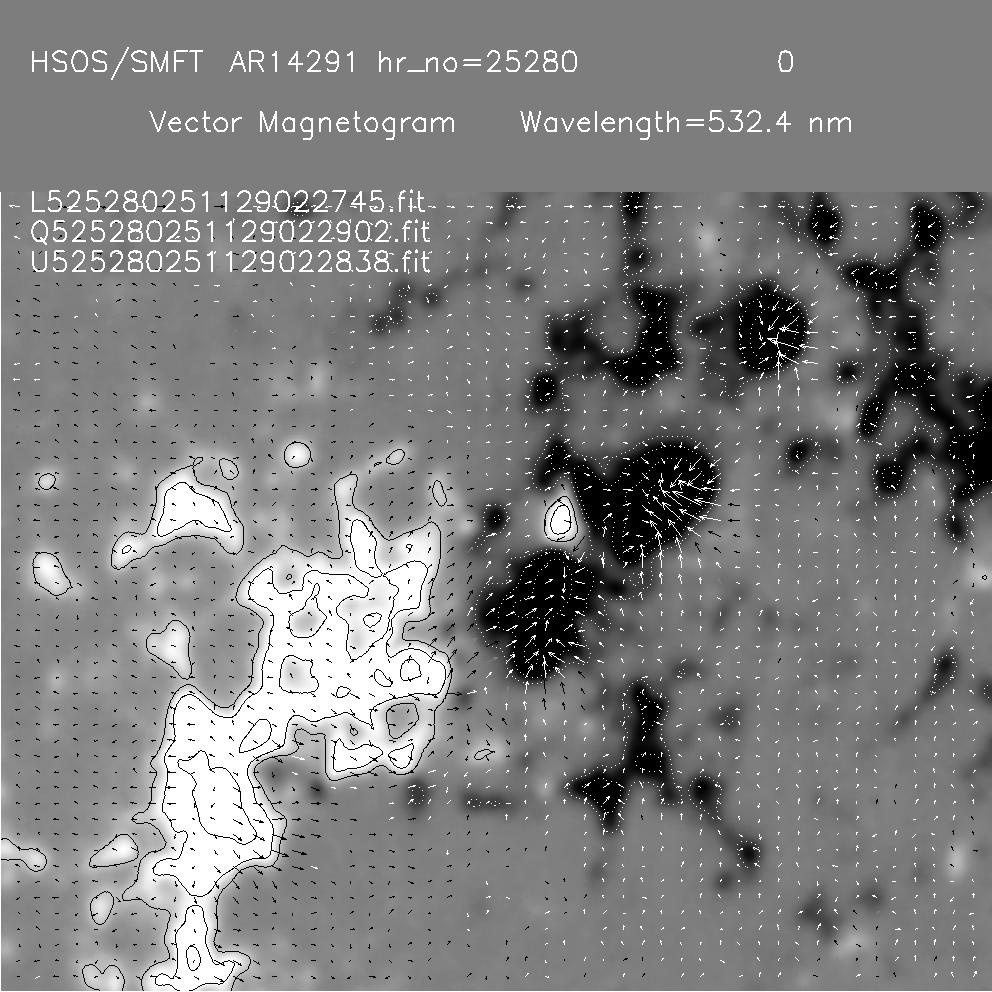 HSOS/SMFT AR14291 hr_no=25280 0
Vector Magnetogram Wavelength=532.4 nm
L525280251129022745.fit
Q525280251129022902.fit
U525280251129022838.fit